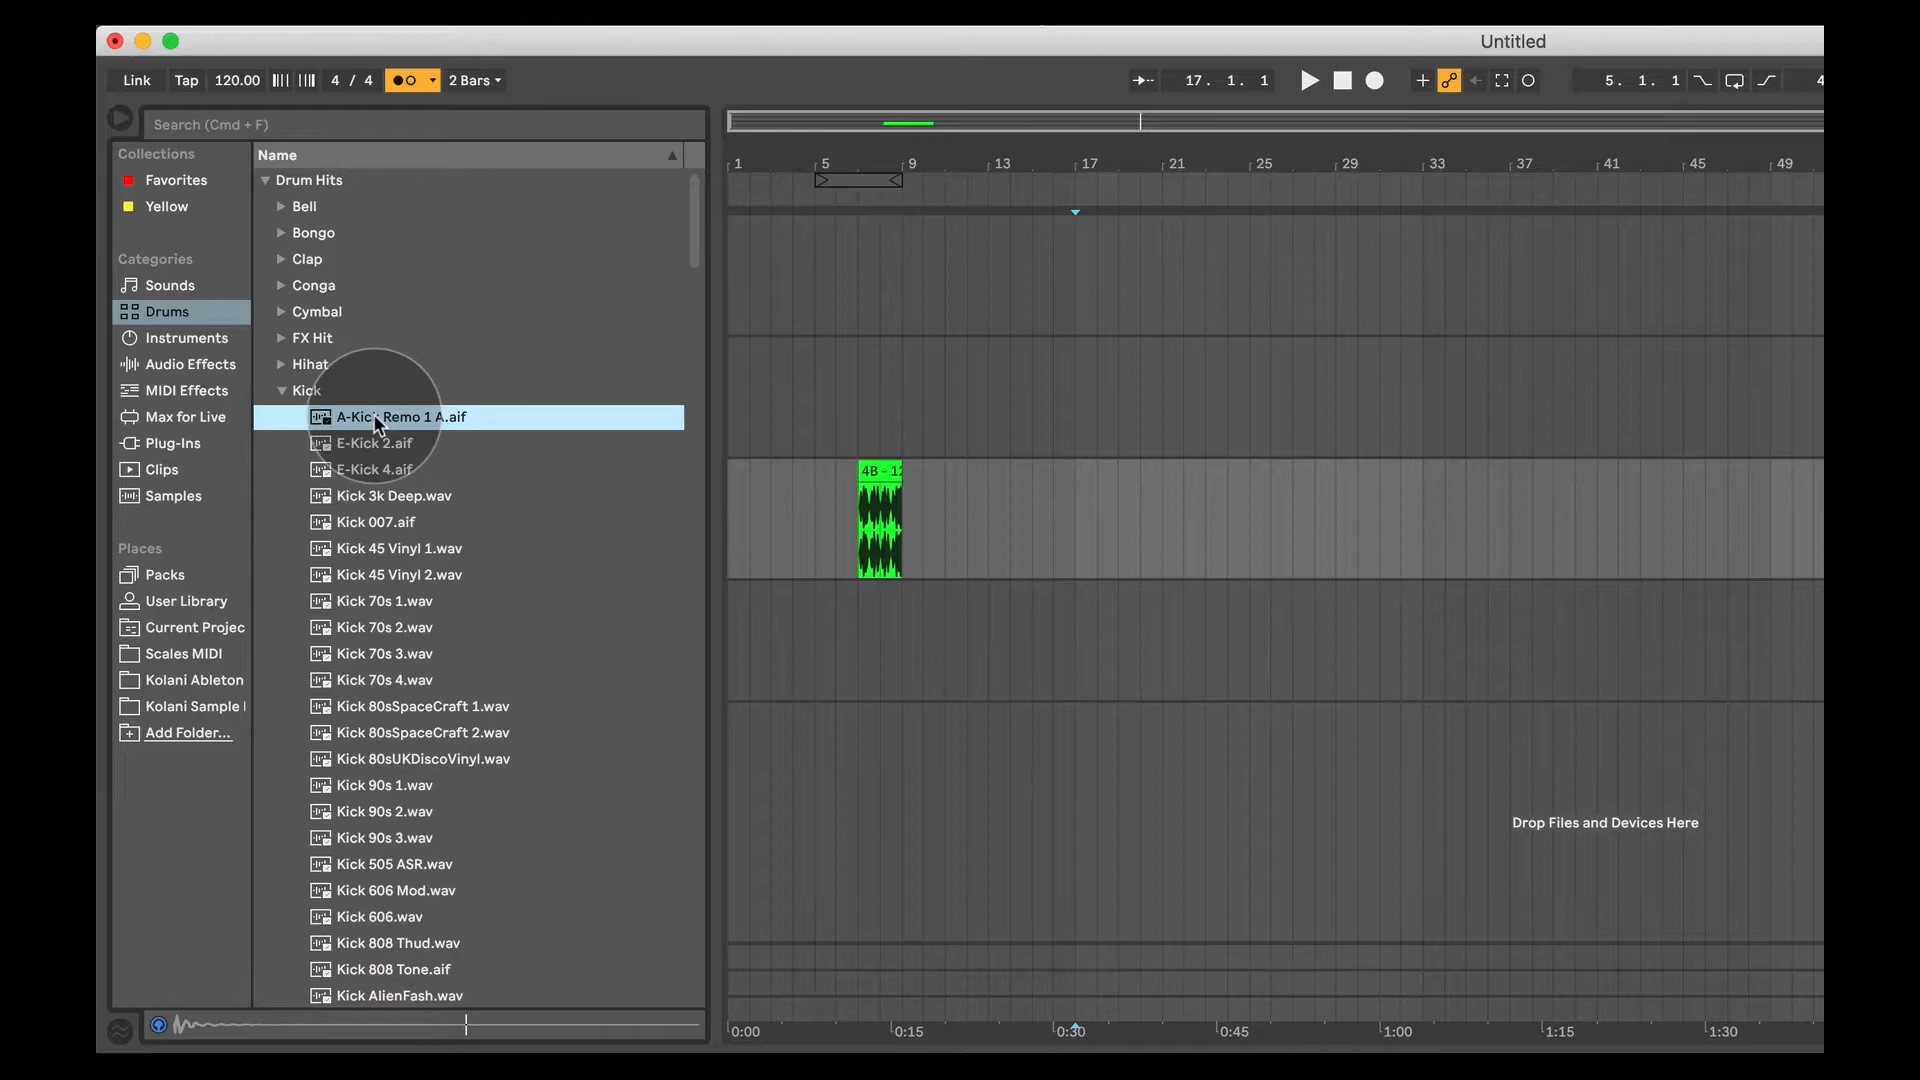 Untitled
Link Tap 120.00 4 / 4 2 Bars 17. 1. 1 5. 1. 1 4
Search (Cmd + F)
Collections
Favorites
Yellow
Categories
Sounds
Drums
Instruments
Audio Effects
MIDI Effects
Max for Live
Plug-Ins
Clips
Samples
Places
Packs
User Library
Current Projec
Scales MIDI
Kolani Ableton
Kolani Sample
Add Folder...
Name
Drum Hits
Bell
Bongo
Clap
Conga
Cymbal
FX Hit
Hihat
Kick
A-Kick Remo 1 A.aif
E-Kick 2.aif
E-Kick 4.aif
Kick 3k Deep.wav
Kick 007.aif
Kick 45 Vinyl 1.wav
Kick 45 Vinyl 2.wav
Kick 70s 1.wav
Kick 70s 2.wav
Kick 70s 3.wav
Kick 70s 4.wav
Kick 80sSpaceCraft 1.wav
Kick 80sSpaceCraft 2.wav
Kick 80sUKDiscoVinyl.wav
Kick 90s 1.wav
Kick 90s 2.wav
Kick 90s 3.wav
Kick 505 ASR.wav
Kick 606 Mod.wav
Kick 606.wav
Kick 808 Thud.wav
Kick 808 Tone.aif
Kick AlienFash.wav
1 5 9 13 17 21 25 29 33 37 41 45 49
4B - 12
Drop Files and Devices Here
0:00 0:15 0:30 0:45 1:00 1:15 1:30